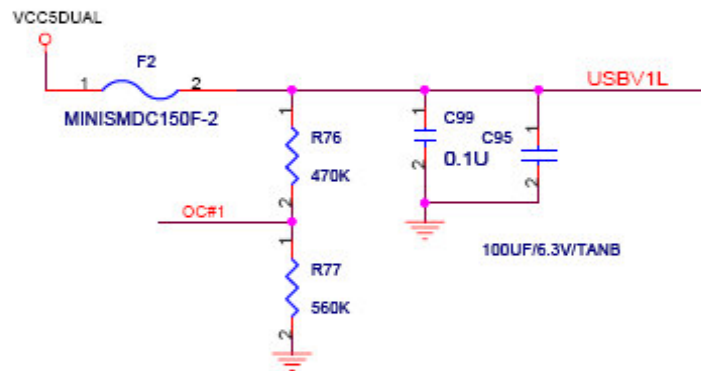 VCC5DUAL
F2
1
2
MINISMDC150F-2
USBV1L
1
R76
470K
2
OC#1
1
R77
560K
2
1
C99
0.1U
2
1
C95
2
100UF/6.3V/TANB